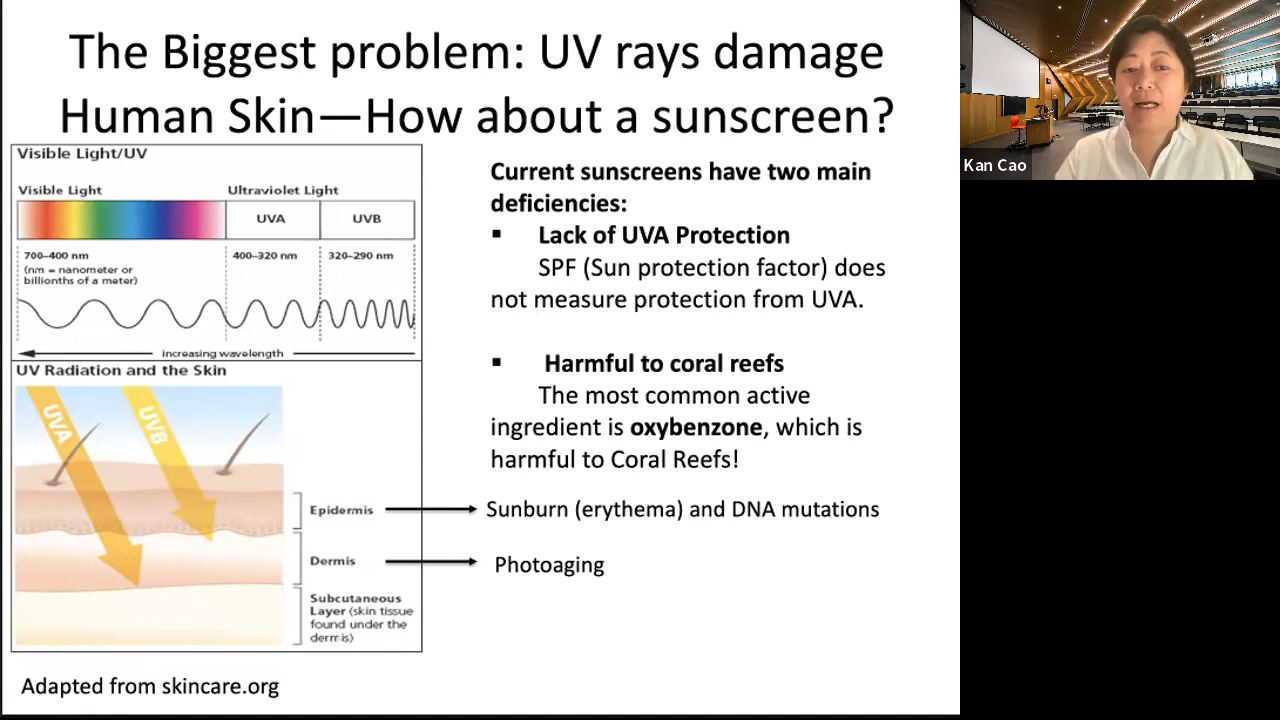 The Biggest problem: UV rays damage
Human Skin—How about a sunscreen?
Visible Light/UV
Visible Light
Ultraviolet Light
UVA
UVB
700–400 nm
(nm = nanometer or
billionths of a meter)
400–320 nm
320–290 nm
increasing wavelength
UV Radiation and the Skin
UVA
UVB
Epidermis
Dermis
Subcutaneous
Layer (skin tissue
found under the
dermis)
Current sunscreens have two main
deficiencies:
▪ Lack of UVA Protection
SPF (Sun protection factor) does
not measure protection from UVA.
▪ Harmful to coral reefs
The most common active
ingredient is oxybenzone, which is
harmful to Coral Reefs!
Sunburn (erythema) and DNA mutations
Photoaging
Adapted from skincare.org
Kan Cao